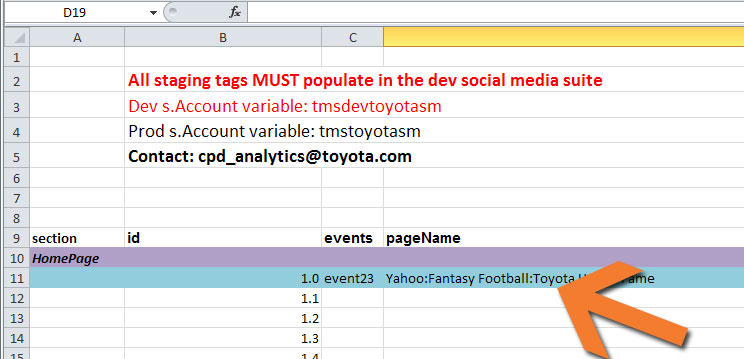 D19 fx
A B C
1
2 All staging tags MUST populate in the dev social media suite
3 Dev s.Account variable: tmsdevtoyotasm
4 Prod s.Account variable: tmstoyotasm
5 Contact: cpd_analytics@toyota.com
6
7
8
9 section id events pageName
10 HomePage
11 1.0 event23 Yahoo:Fantasy Football:Toyota
12 1.1
13 1.2
14 1.3
15 1.4